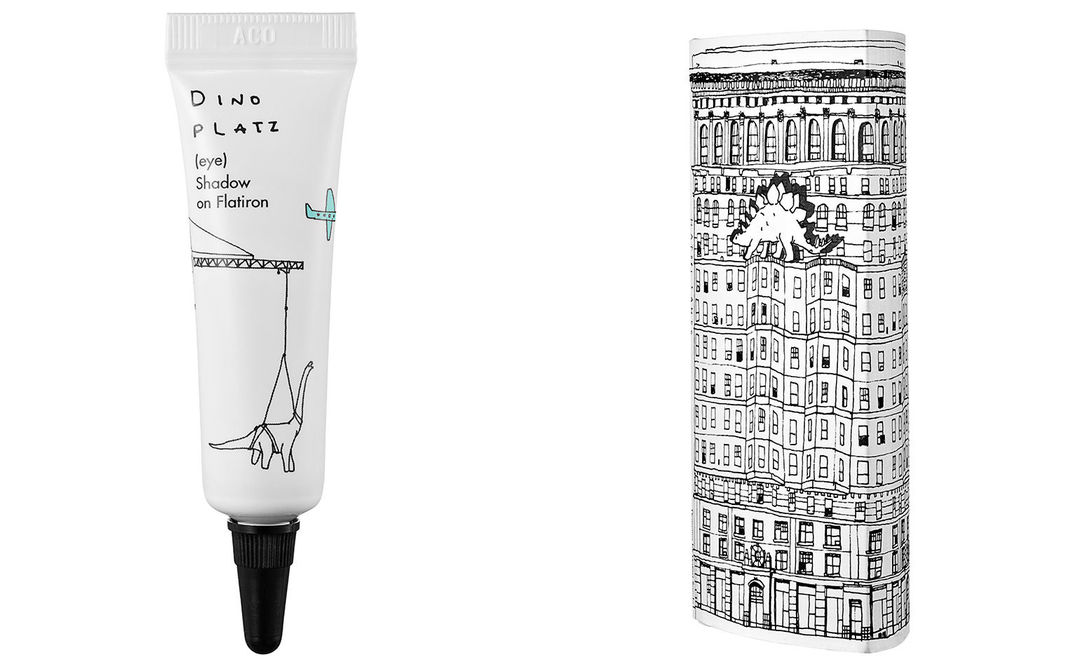 ACO
DINO
PLATZ
(eye)
Shadow
on Flatiron